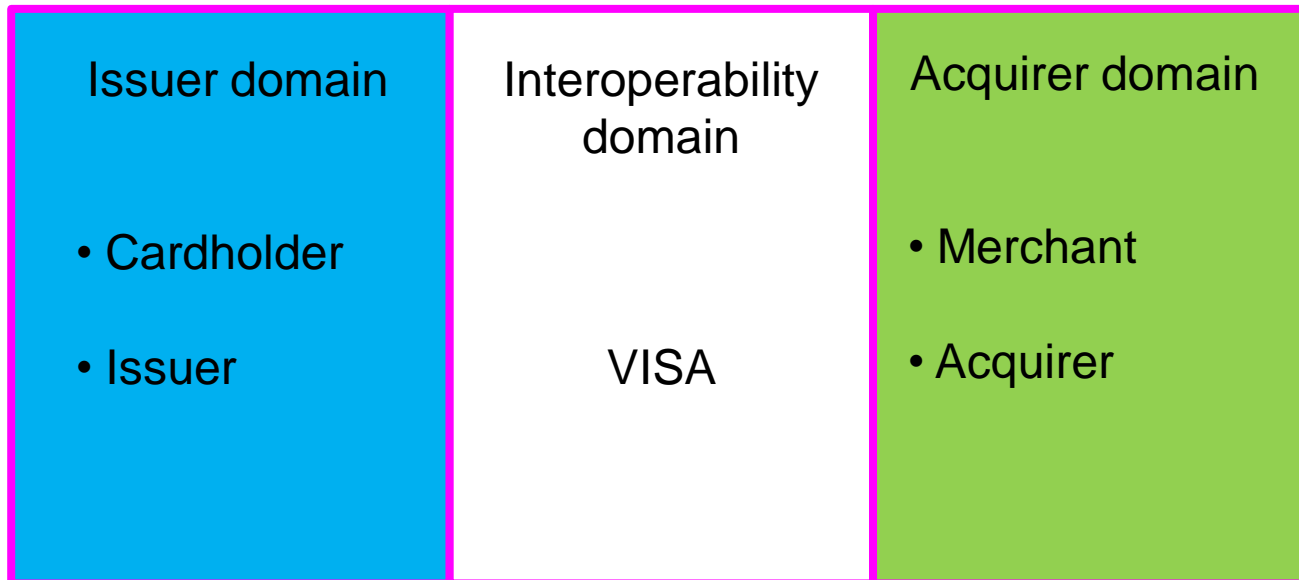 Issuer domain
• Cardholder
• Issuer
Interoperability
domain
VISA
Acquirer domain
• Merchant
• Acquirer